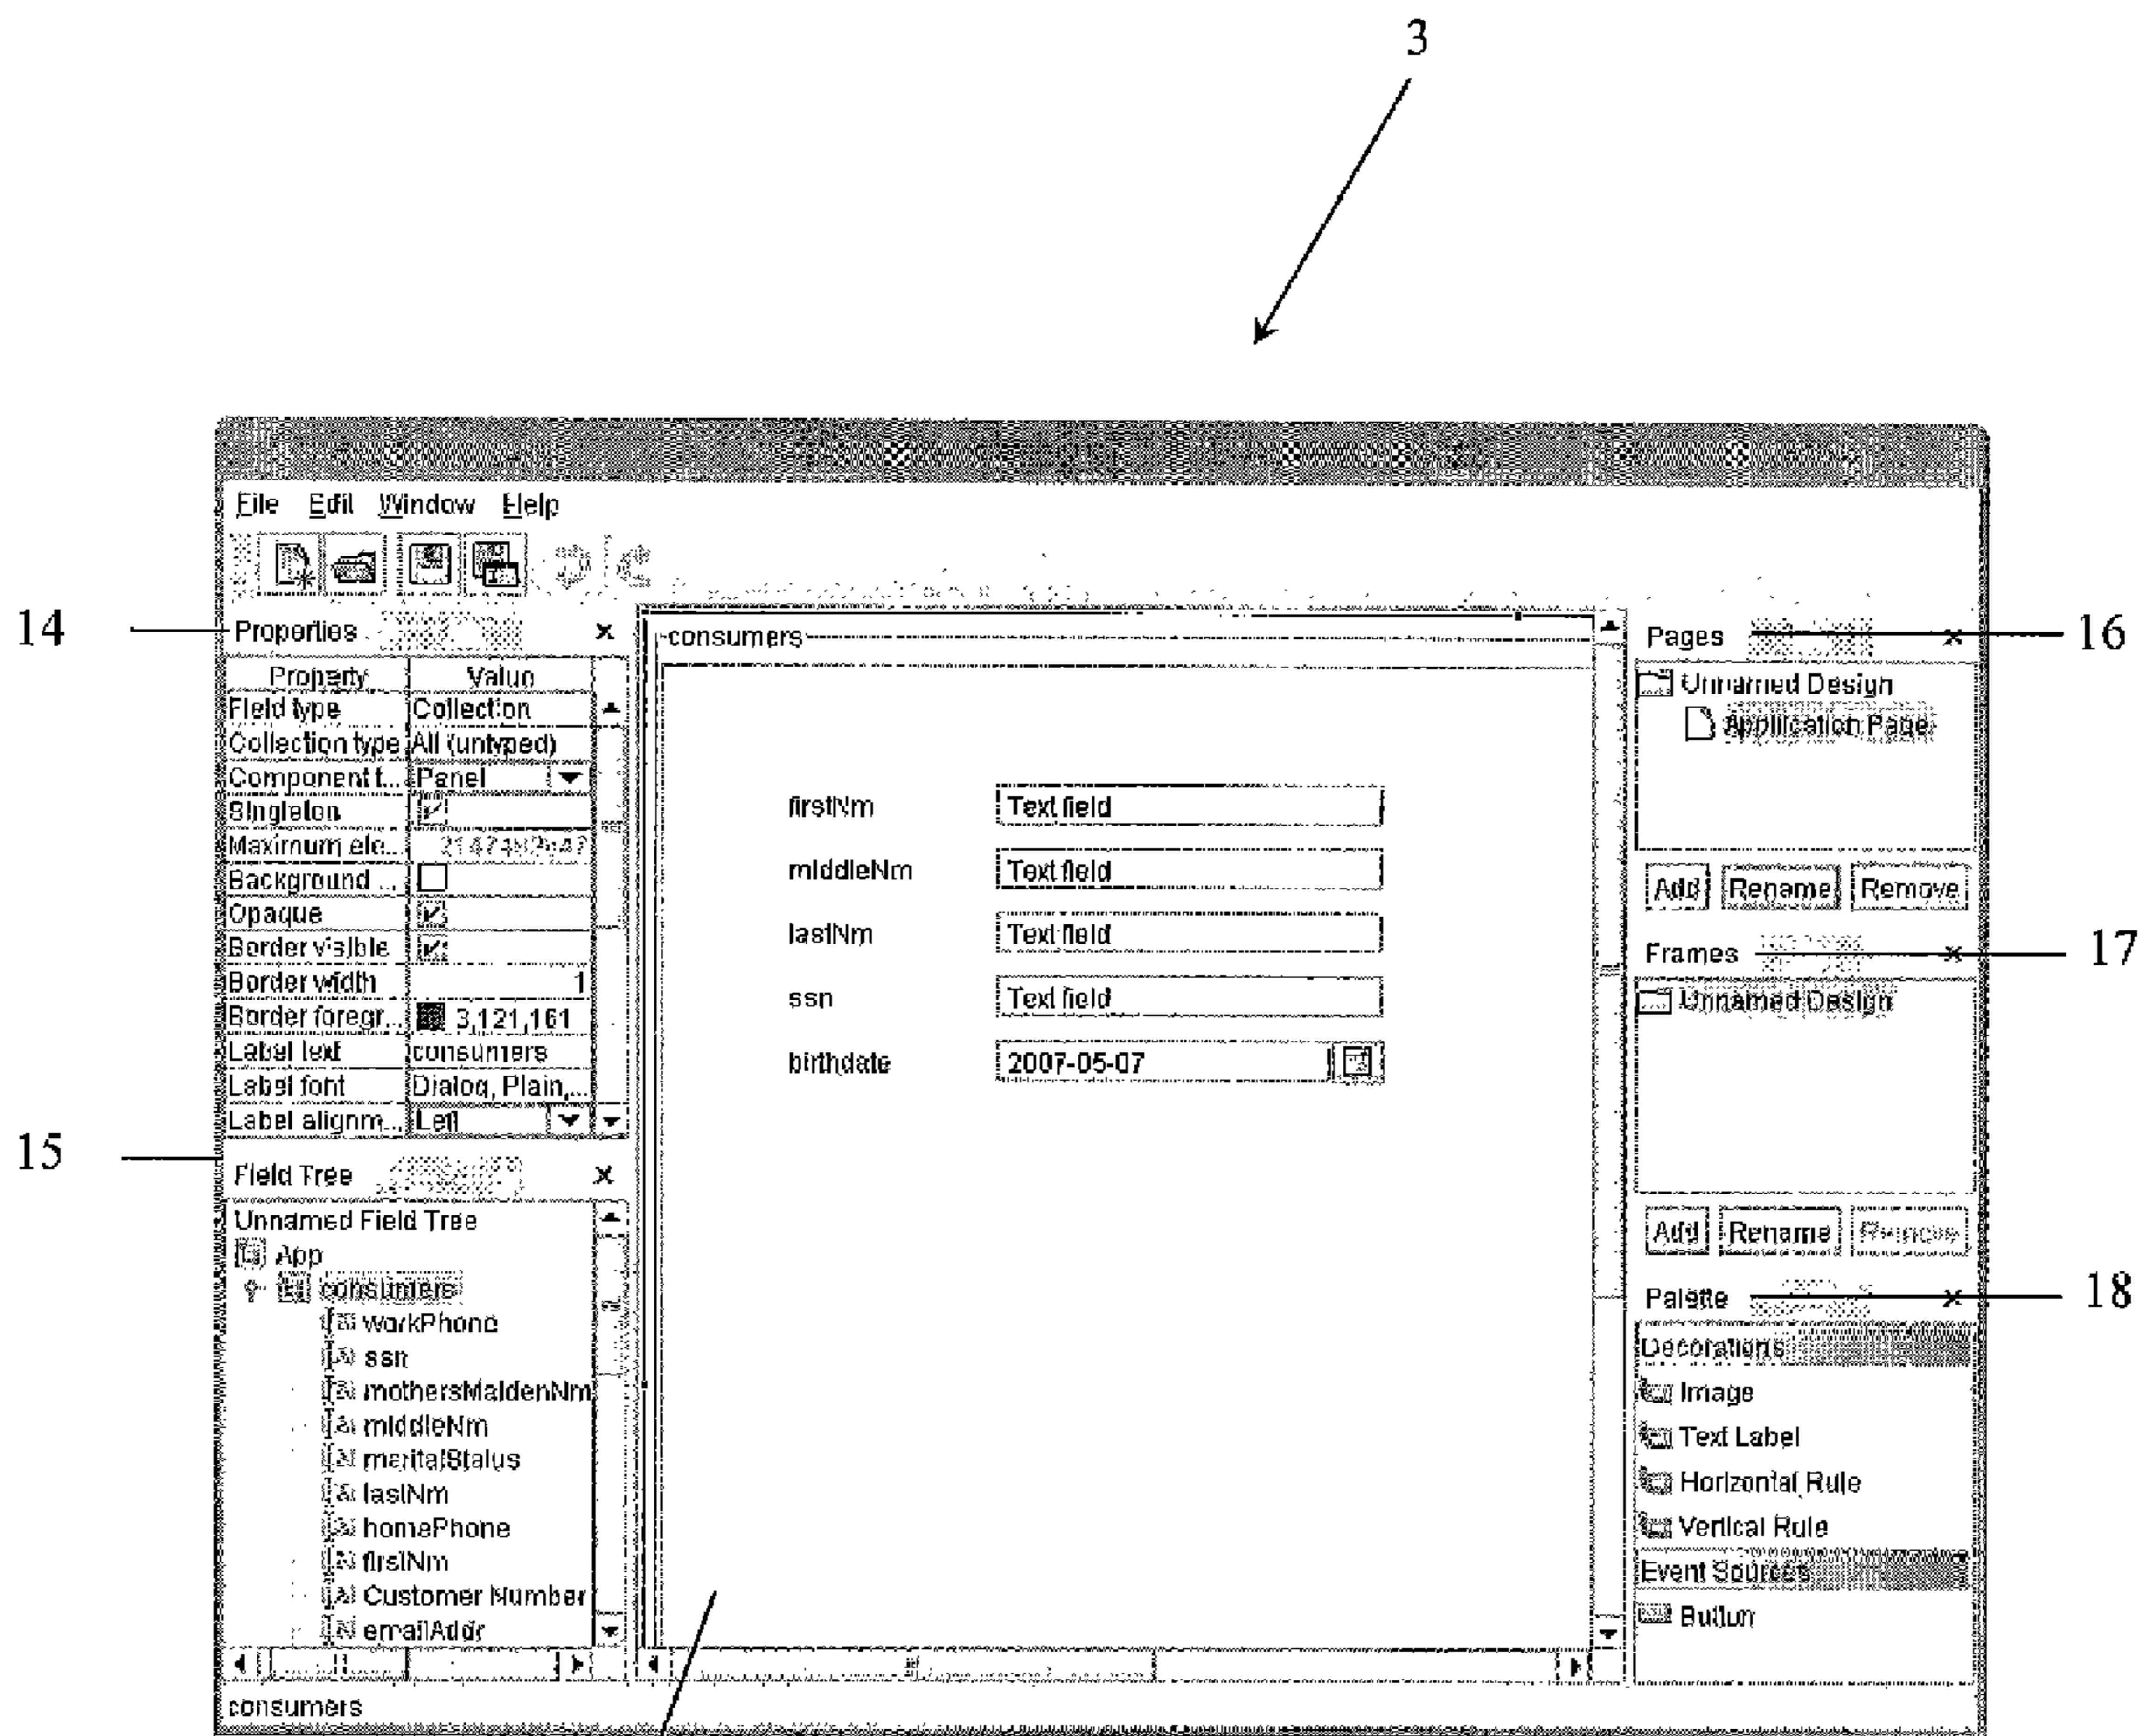 3
File Edit Window Help
14
Properties
Property Value
Field type Collection
Collection type All (untyped)
Component t... Panel
Singleton
Maximum ele...
Background ...
Opaque
Border visible
Border width 1
Border foregr... 3,121,161
Label text consumers
Label font Dialog, Plain,...
Label alignm... Left
15
Field Tree
Unnamed Field Tree
App
consumers
workPhone
ssn
mothersMaidenNm
middleNm
maritalStatus
lastNm
homePhone
firstNm
Customer Number
emailAddr
consumers
consumers
firstNm Text field
middleNm Text field
lastNm Text field
ssn Text field
birthdate 2007-05-07
16
Pages
Unnamed Design
Application Page
Add Rename Remove
17
Frames
Unnamed Design
Add Rename Remove
18
Palette
Decorations
Image
Text Label
Horizontal Rule
Vertical Rule
Event Sources
Button